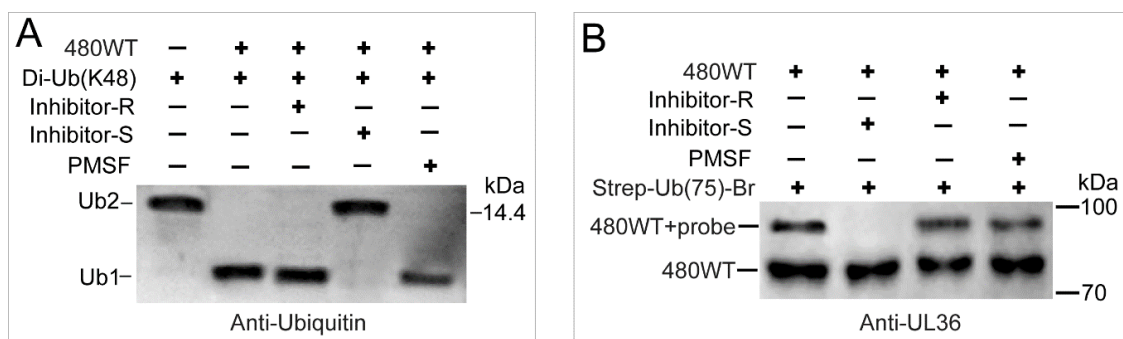 A
480WT – + + + +
Di-Ub(K48) + + + + +
Inhibitor-R – – + – –
Inhibitor-S – – – + –
PMSF – – – – +
kDa
Ub2–
–14.4
Ub1–
Anti-Ubiquitin
B
480WT + + + +
Inhibitor-R – – + –
Inhibitor-S – + – –
PMSF – – – +
Strep-Ub(75)-Br + + + +
kDa
100
480WT+probe
480WT
70
Anti-UL36